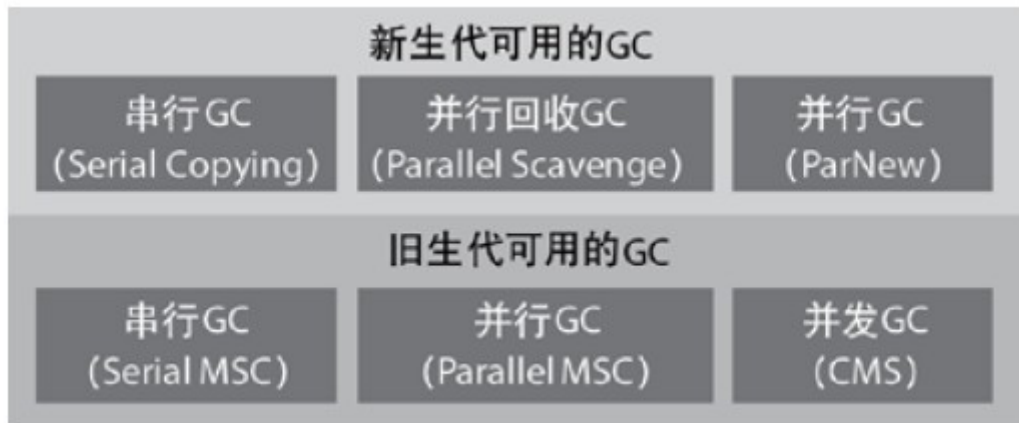 新生代可用的GC
串行GC
(Serial Copying)
并行回收GC
(Parallel Scavenge)
并行GC
(ParNew)
旧生代可用的GC
串行GC
(Serial MSC)
并行GC
(Parallel MSC)
并发GC
(CMS)